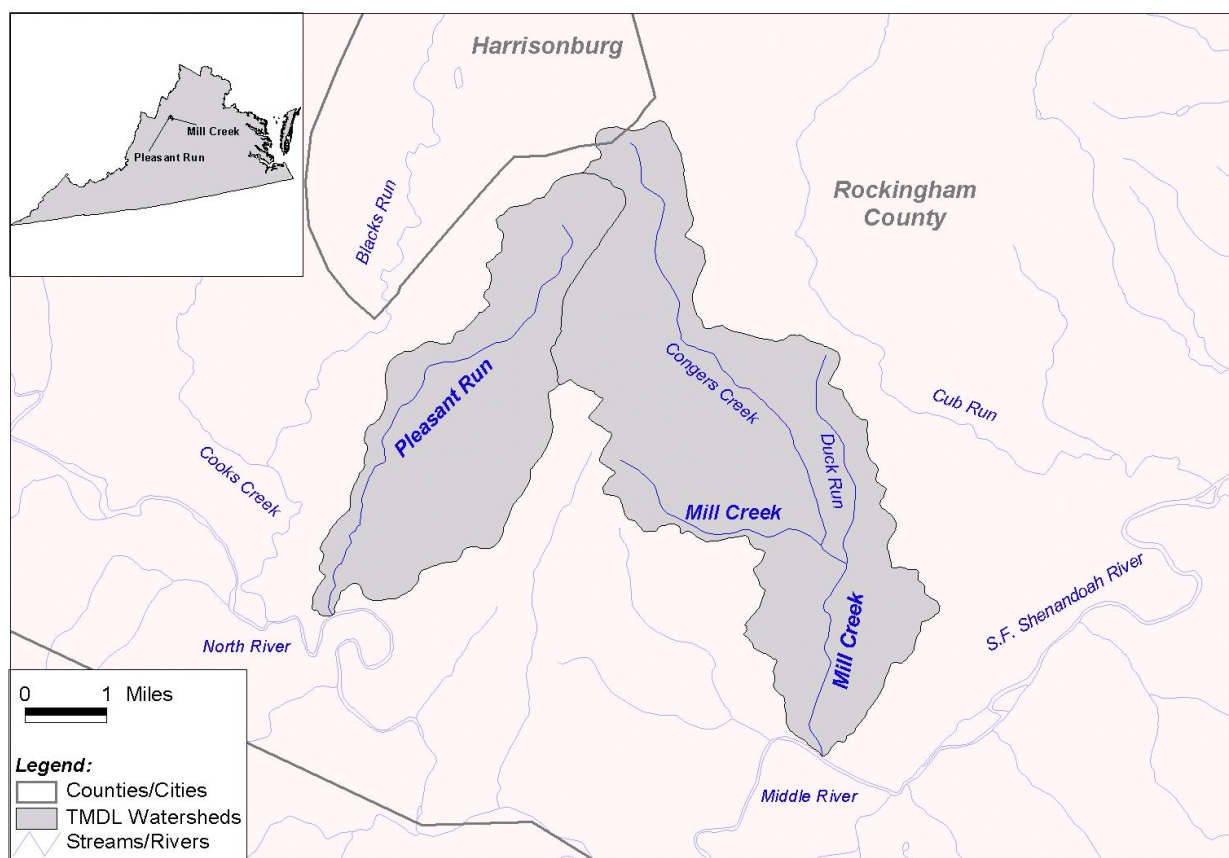 Harrisonburg
Mill Creek
Pleasant Run
Rockingham
County
Blacks Run
Congers Creek
Pleasant Run
Cub Run
Duck Run
Cooks Creek
Mill Creek
S.F. Shenandoah River
Mill Creek
North River
0 1 Miles
Middle River
Legend:
Counties/Cities
TMDL Watersheds
Streams/Rivers